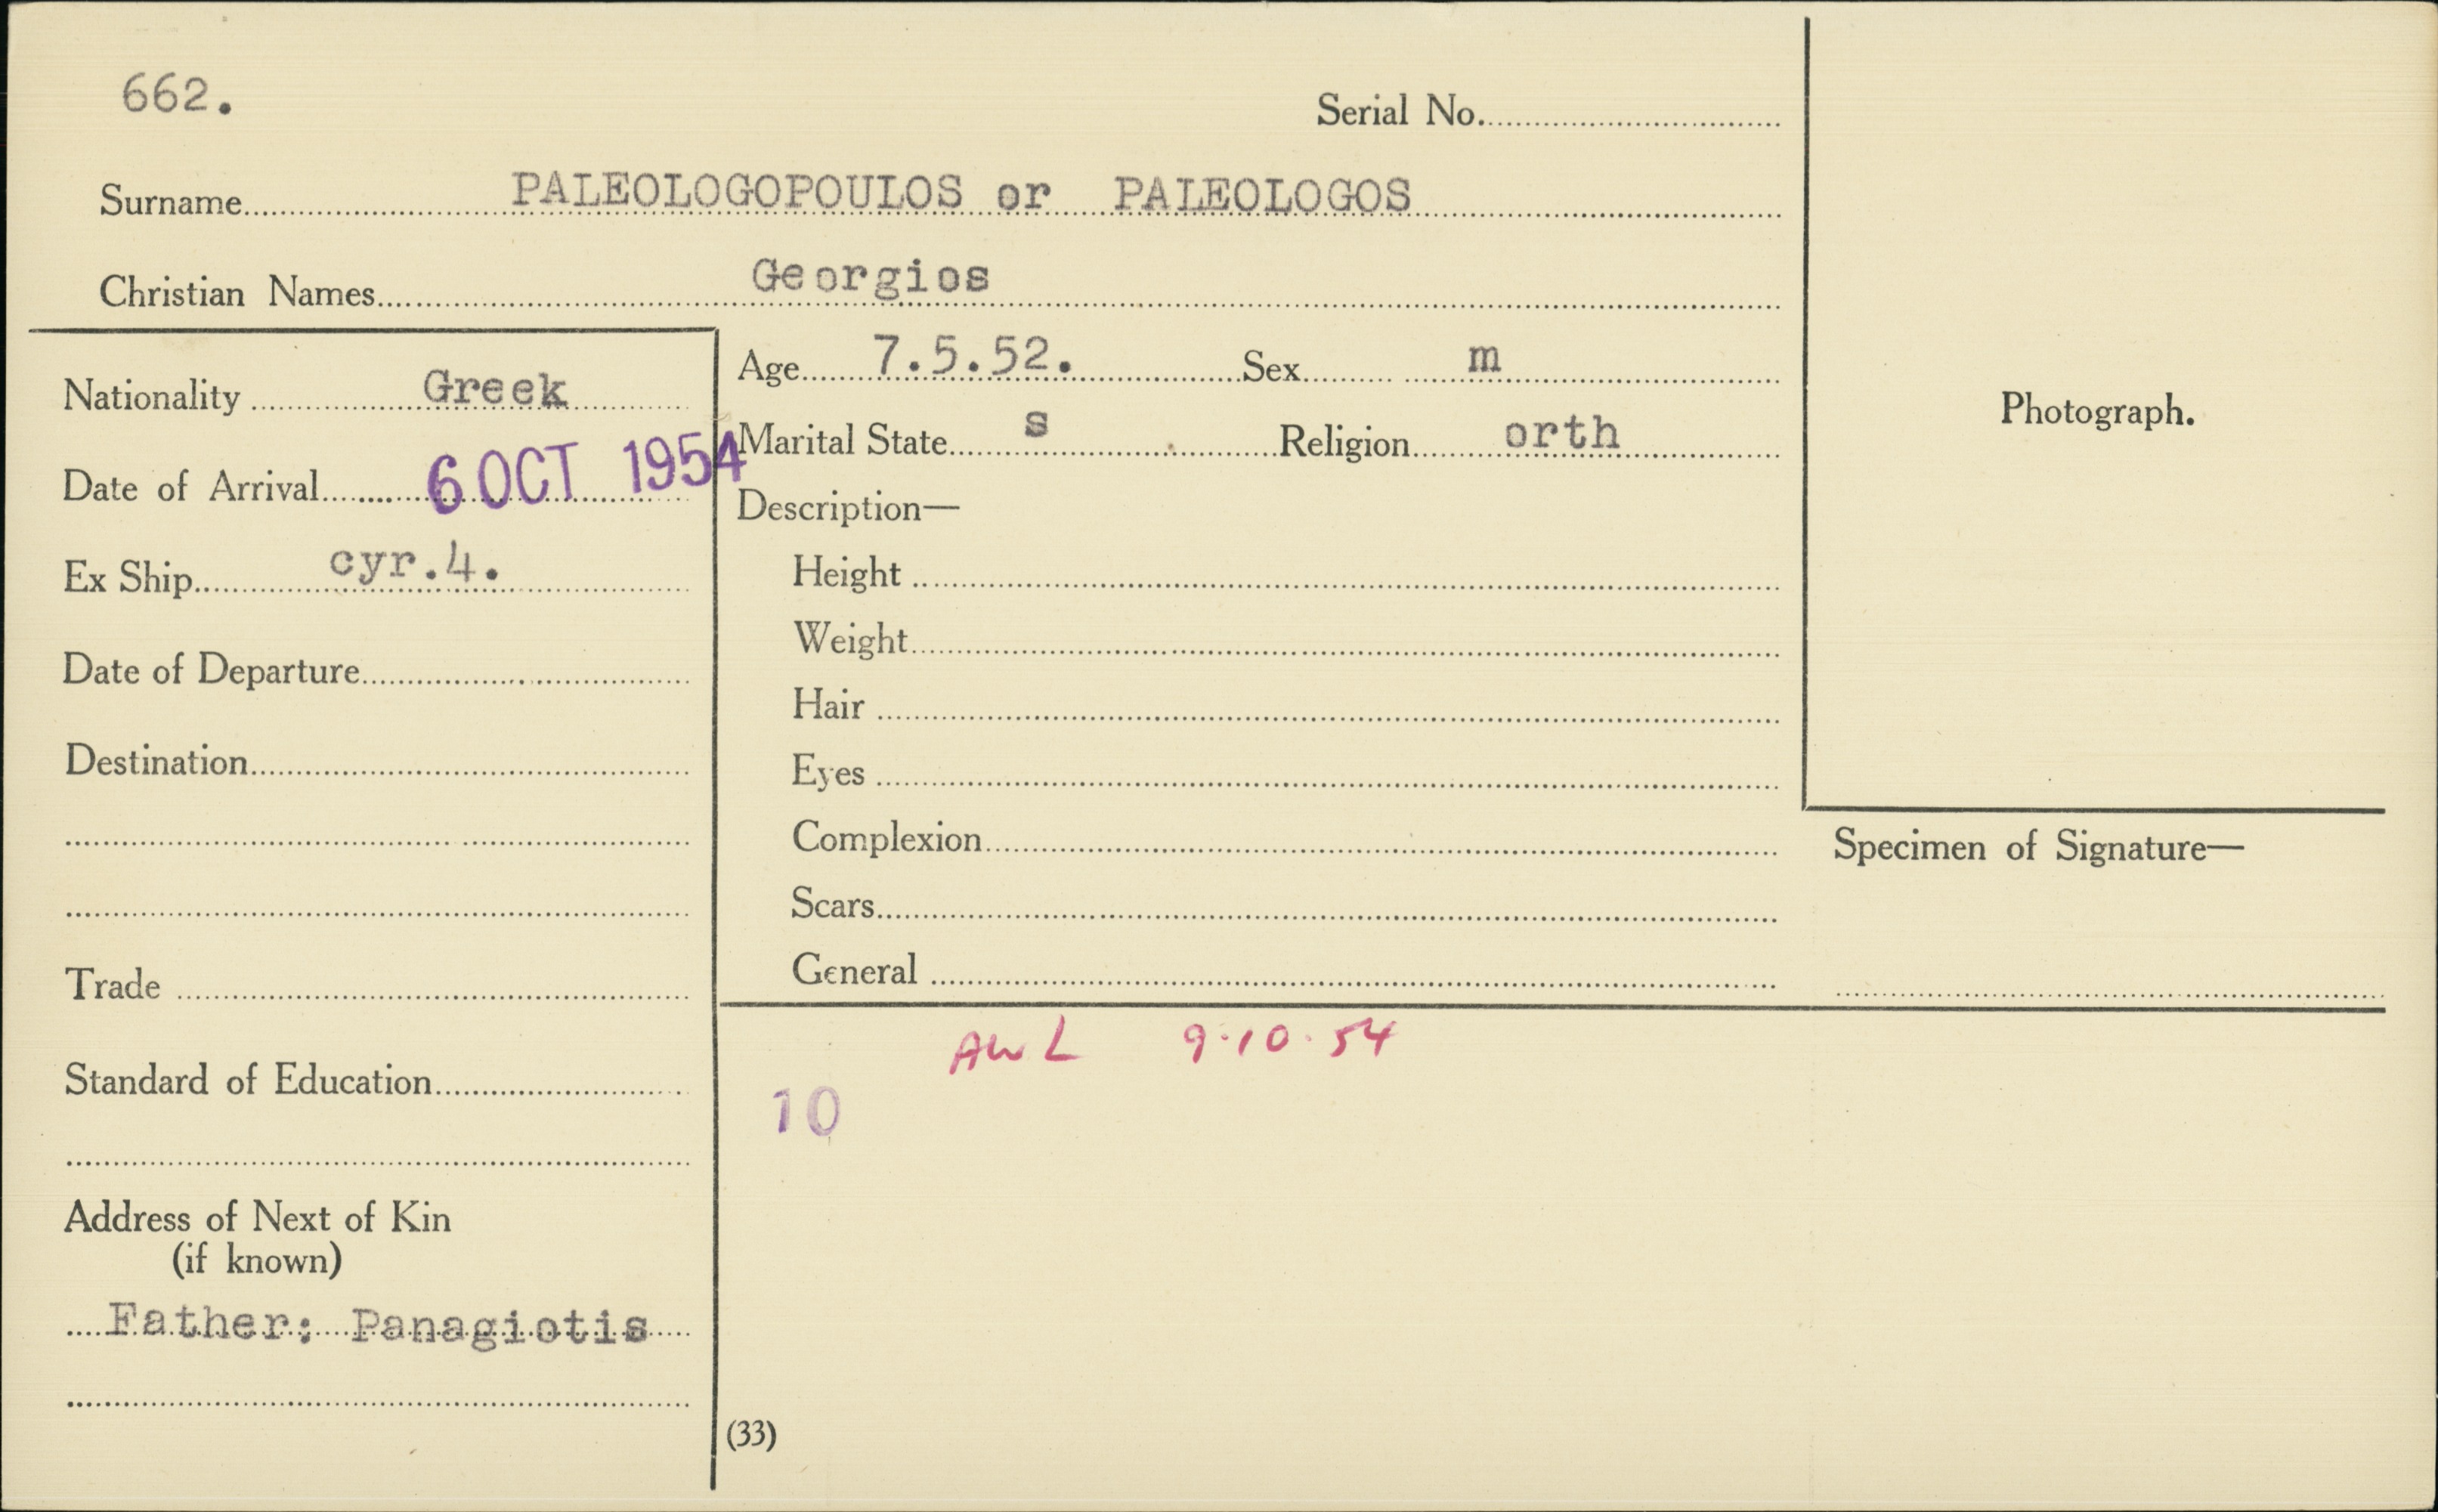 662.
Serial No.
Surname PALEOLOGOPOULOS or PALEOLOGOS
Christian Names Georgios
Nationality Greek
Date of Arrival 6 OCT 1954
Ex Ship cyr.4.
Date of Departure
Destination
Trade
Standard of Education
Address of Next of Kin
(if known)
Father: Panagiotis
Age 7.5.52. Sex m
Marital State s Religion orth
Description—
Height
Weight
Hair
Eyes
Complexion
Scars
General
Photograph.
Specimen of Signature—
AWL 9.10.54
10
(33)